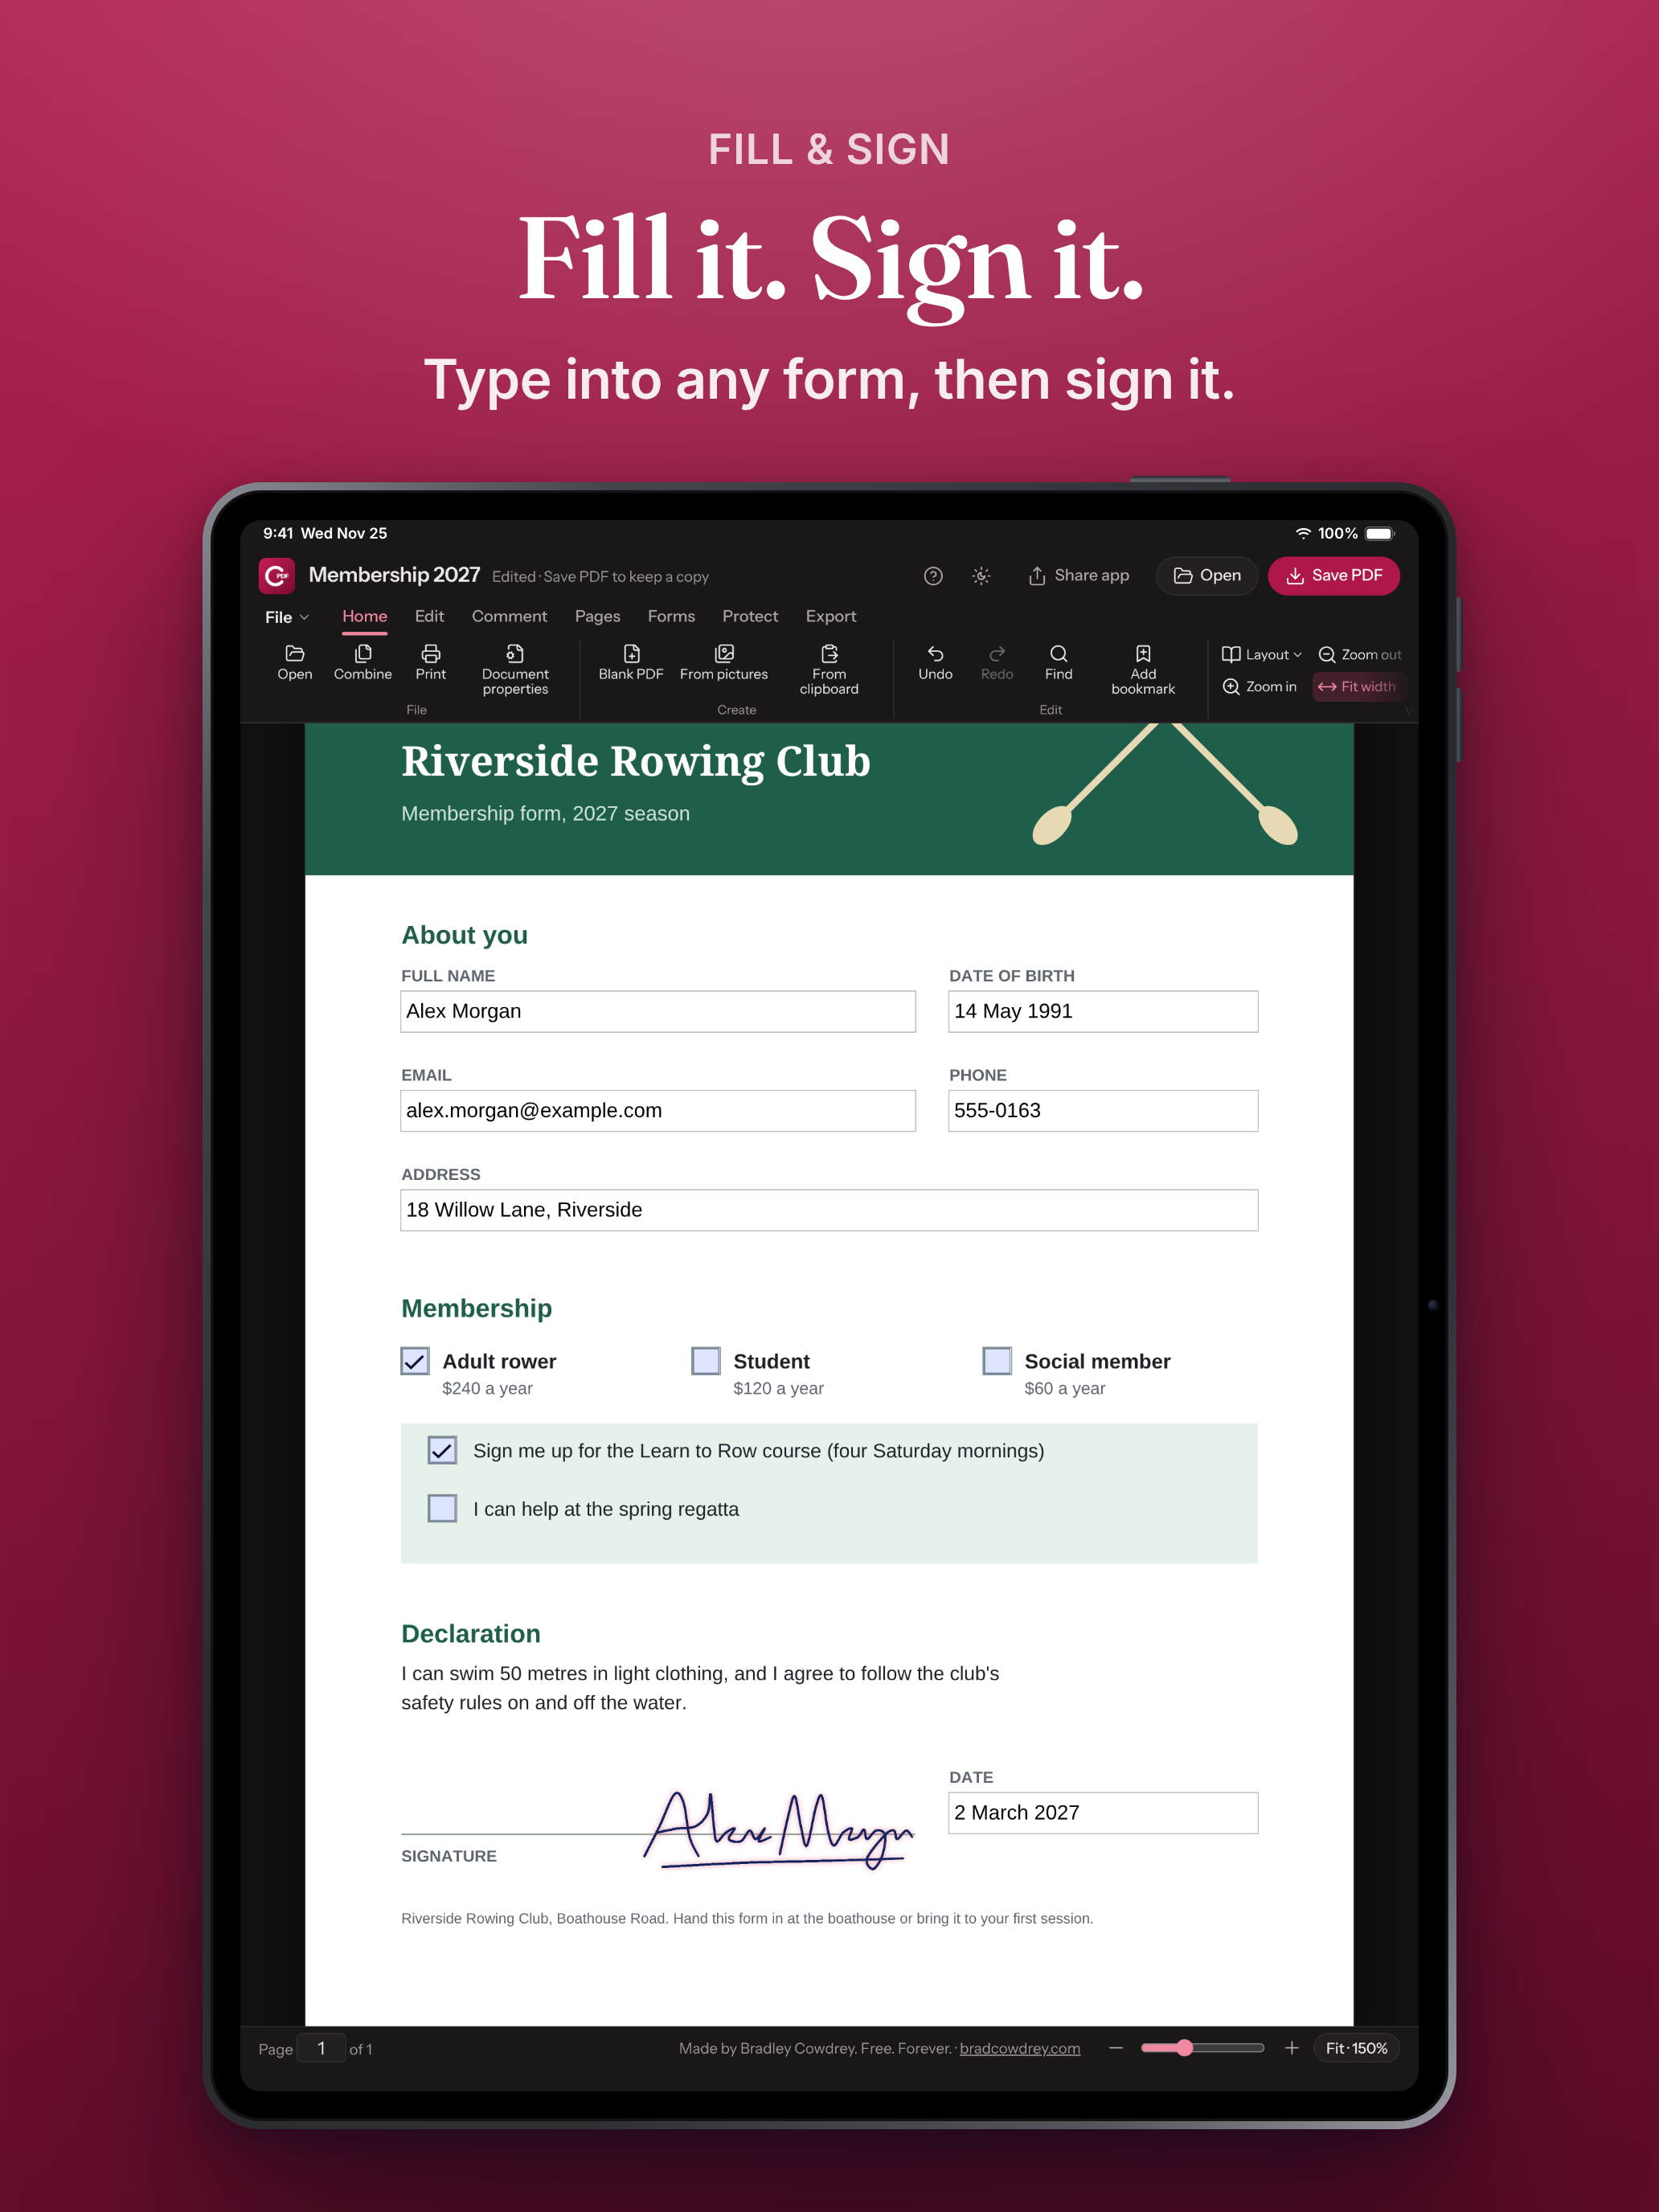 FILL & SIGN
Fill it. Sign it.
Type into any form, then sign it.
9:41 Wed Nov 25
100%
C PDF
Membership 2027 Edited · Save PDF to keep a copy
Share app
Open
Save PDF
File Home Edit Comment Pages Forms Protect Export
Open
Combine
Print
Document properties
File
Blank PDF
From pictures
From clipboard
Create
Undo
Redo
Find
Add bookmark
Edit
Layout
Zoom out
Zoom in
Fit width
Riverside Rowing Club
Membership form, 2027 season
About you
FULL NAME
Alex Morgan
DATE OF BIRTH
14 May 1991
EMAIL
alex.morgan@example.com
PHONE
555-0163
ADDRESS
18 Willow Lane, Riverside
Membership
Adult rower
$240 a year
Student
$120 a year
Social member
$60 a year
Sign me up for the Learn to Row course (four Saturday mornings)
I can help at the spring regatta
Declaration
I can swim 50 metres in light clothing, and I agree to follow the club's
safety rules on and off the water.
Alex Morgan
SIGNATURE
DATE
2 March 2027
Riverside Rowing Club, Boathouse Road. Hand this form in at the boathouse or bring it to your first session.
Page 1 of 1
Made by Bradley Cowdrey. Free. Forever. · bradcowdrey.com
Fit · 150%